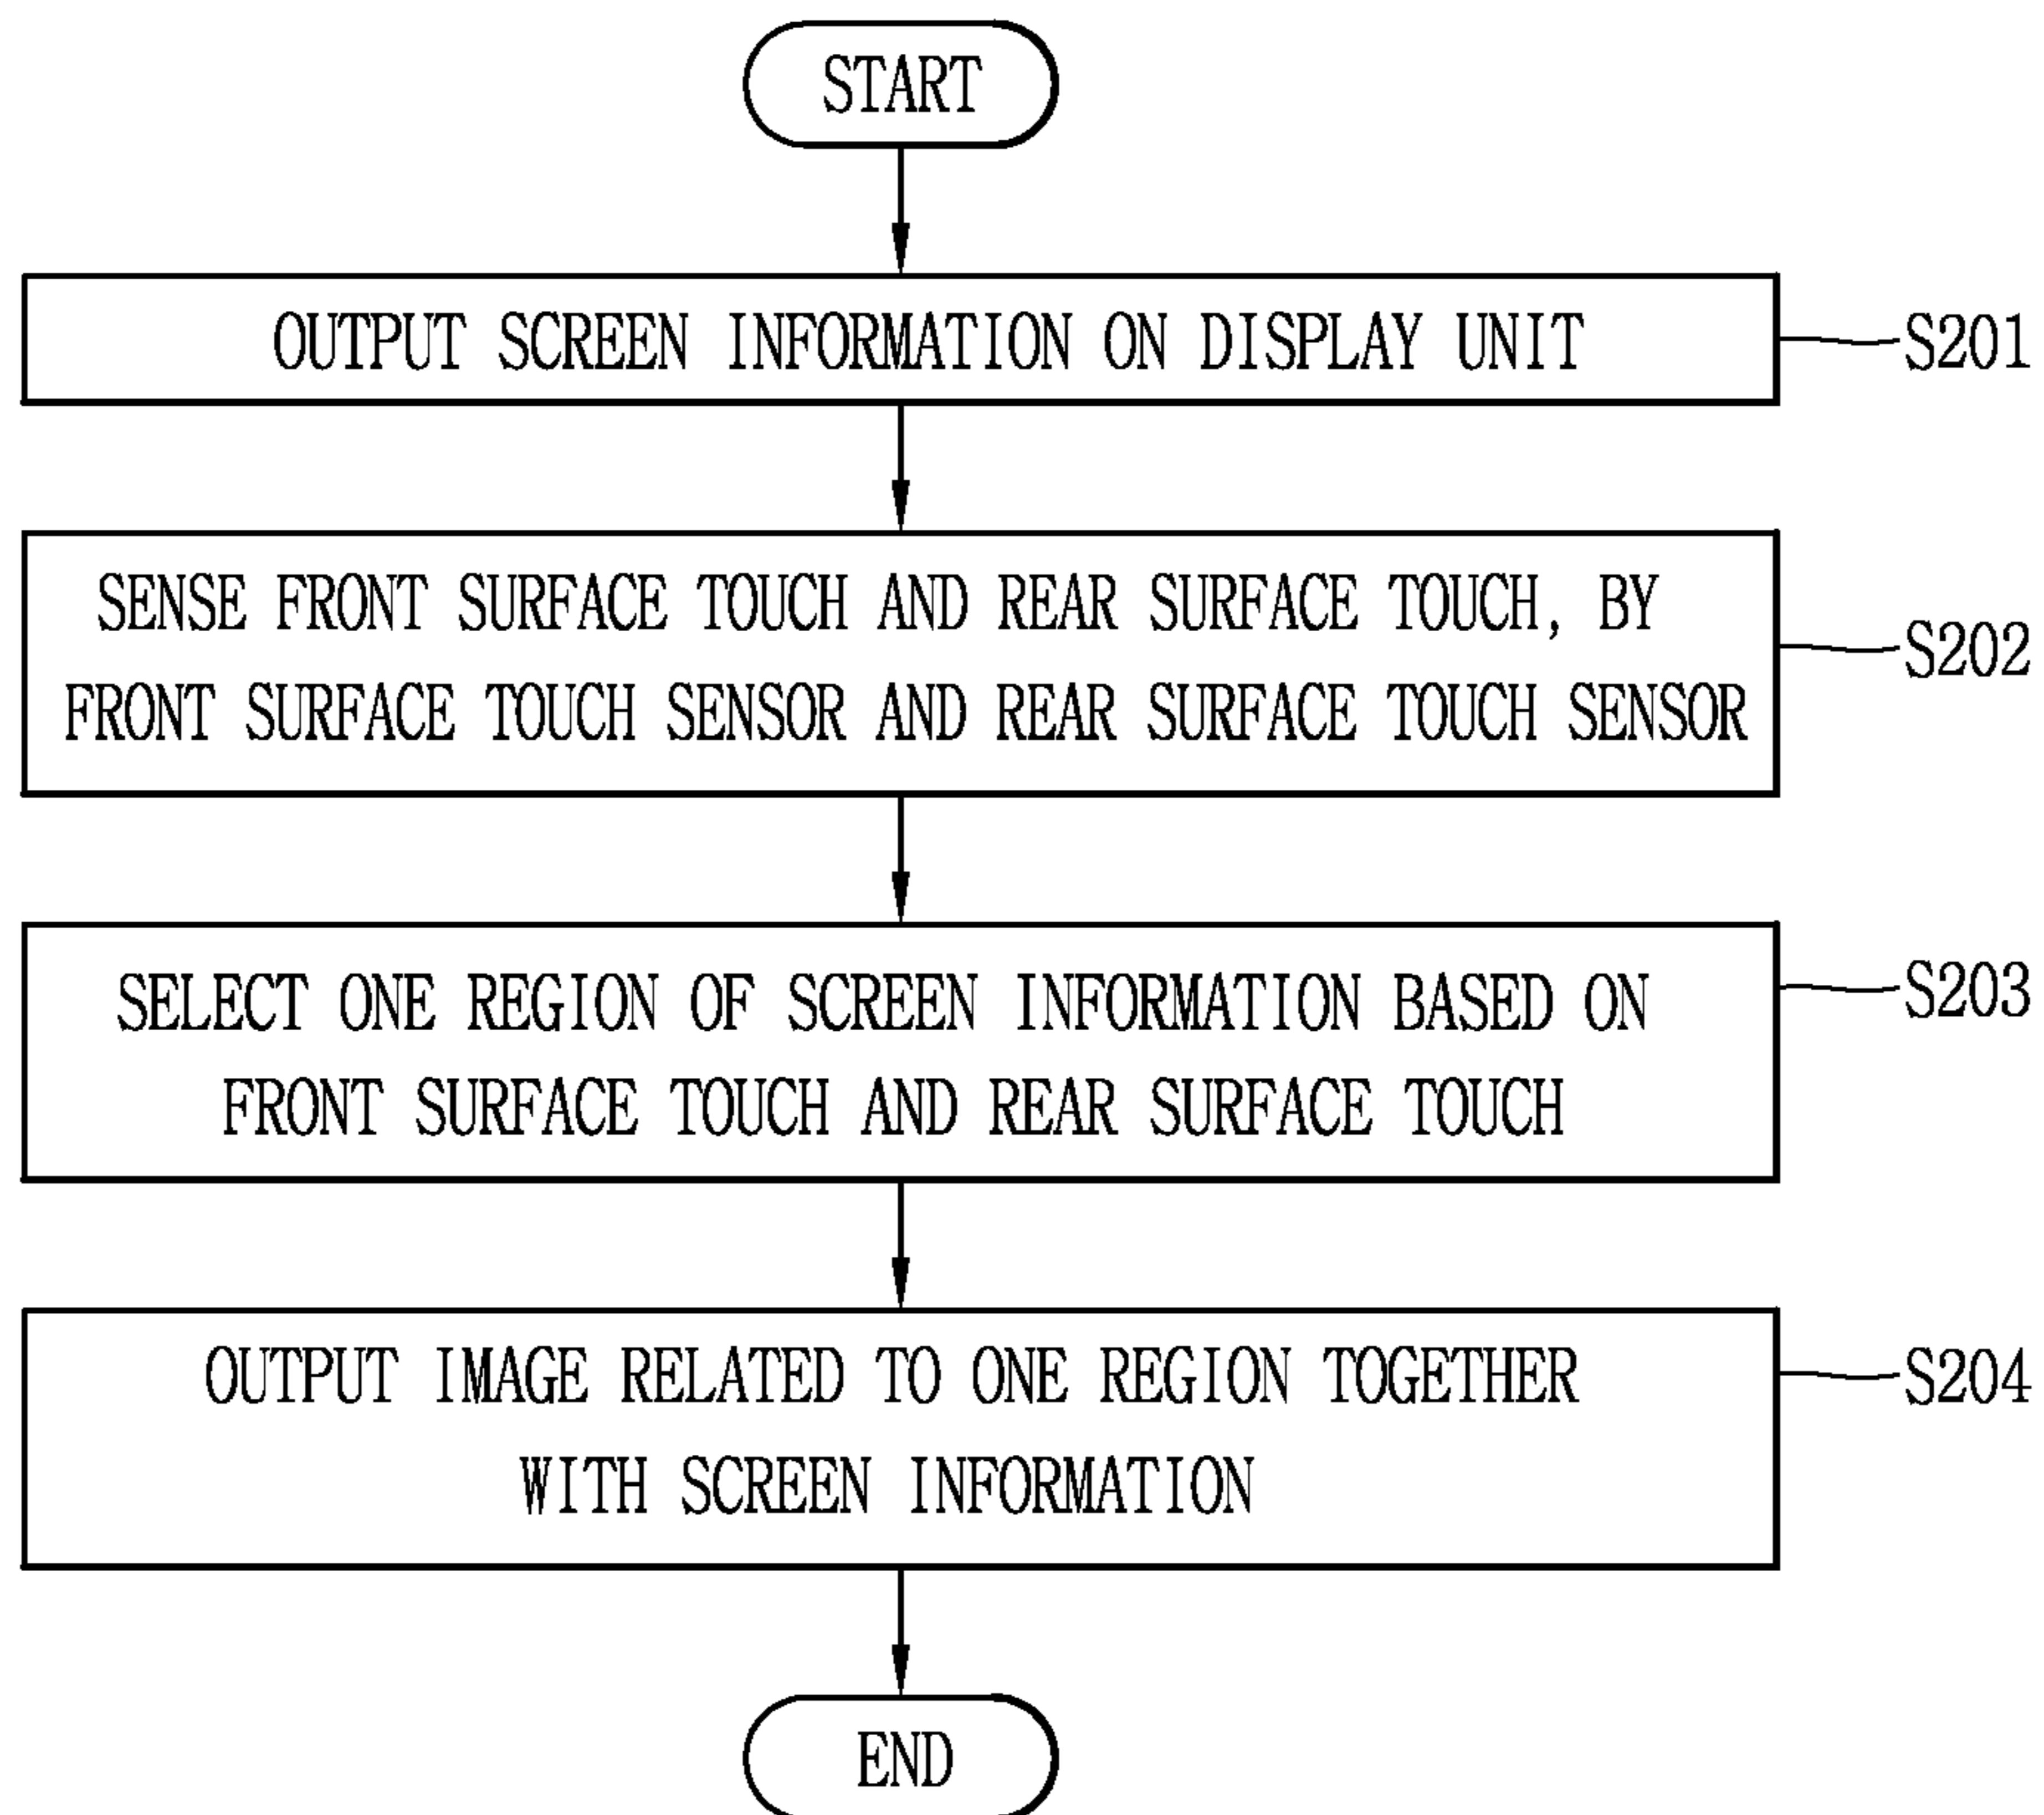 START
OUTPUT SCREEN INFORMATION ON DISPLAY UNIT
S201
SENSE FRONT SURFACE TOUCH AND REAR SURFACE TOUCH, BY
FRONT SURFACE TOUCH SENSOR AND REAR SURFACE TOUCH SENSOR
S202
SELECT ONE REGION OF SCREEN INFORMATION BASED ON
FRONT SURFACE TOUCH AND REAR SURFACE TOUCH
S203
OUTPUT IMAGE RELATED TO ONE REGION TOGETHER
WITH SCREEN INFORMATION
S204
END